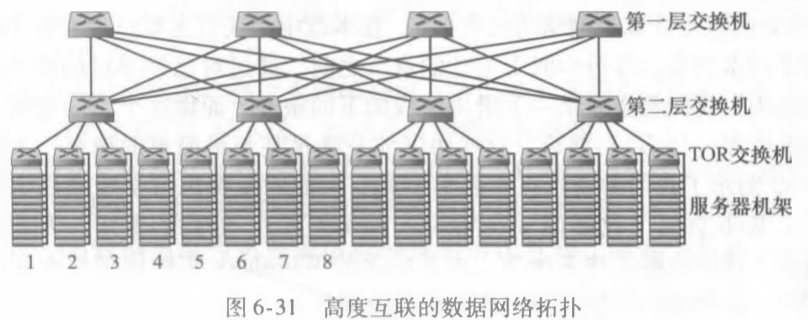 第一层交换机
第二层交换机
TOR交换机
服务器机架
1 2 3 4 5 6 7 8
图 6-31 高度互联的数据网络拓扑